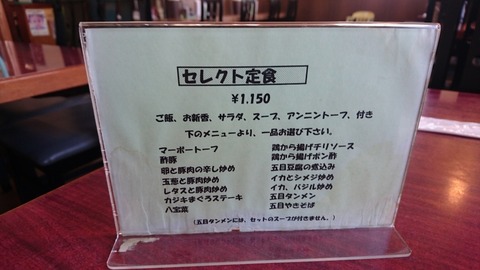 セレクト定食
￥1.150
ご飯、お新香、サラダ、スープ、アンニントーフ、付き
下のメニューより、一品お選び下さい。
マーボートーフ
酢豚
卵と豚肉の辛し炒め
玉葱と豚肉炒め
レタスと豚肉炒め
カジキまぐろステーキ
八宝菜
鶏から揚げチリソース
鶏から揚げポン酢
五目豆腐の煮込み
イカとシメジ炒め
イカ、バジル炒め
五目タンメン
五目やきそば
（五目タンメンには、セットのスープが付きません。）